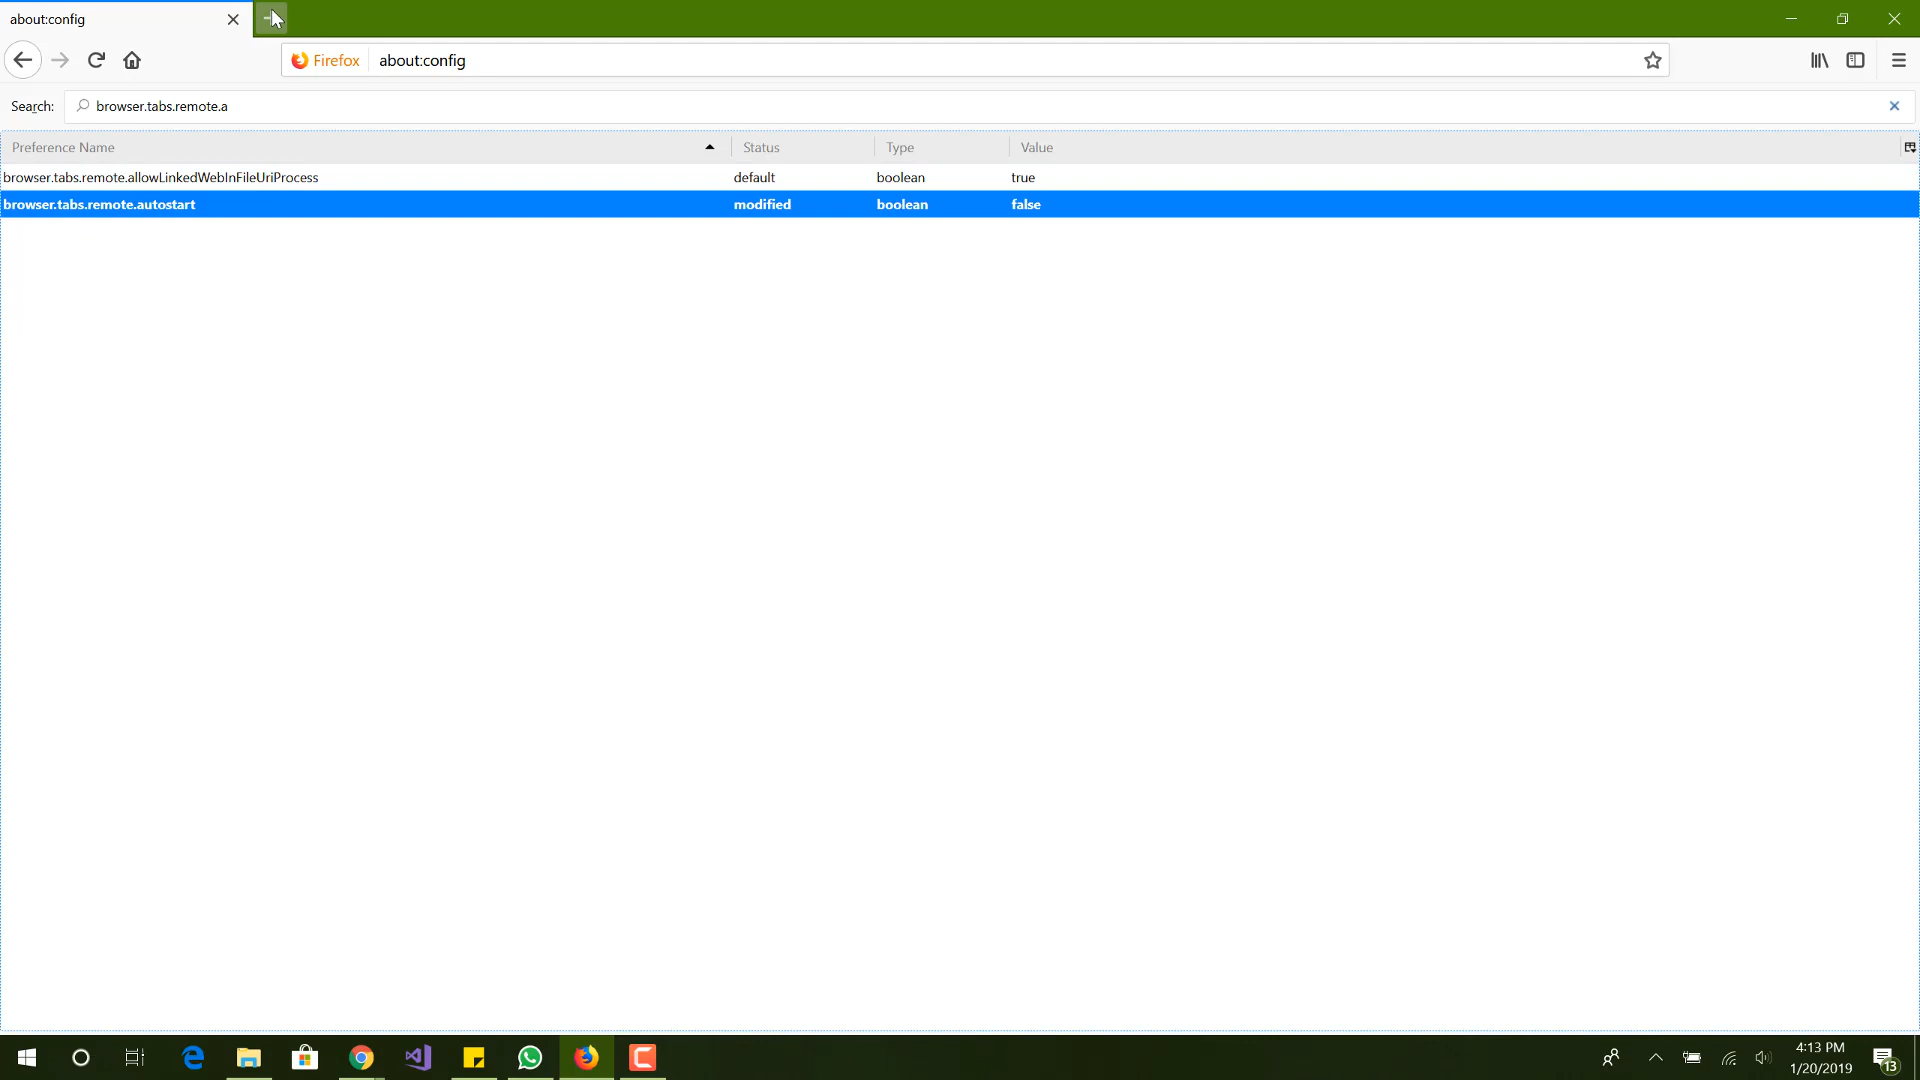 about:config
Firefox about:config
Search: browser.tabs.remote.a
Preference Name Status Type Value
browser.tabs.remote.allowLinkedWebInFileUriProcess default boolean true
browser.tabs.remote.autostart modified boolean false
4:13 PM
1/20/2019
13